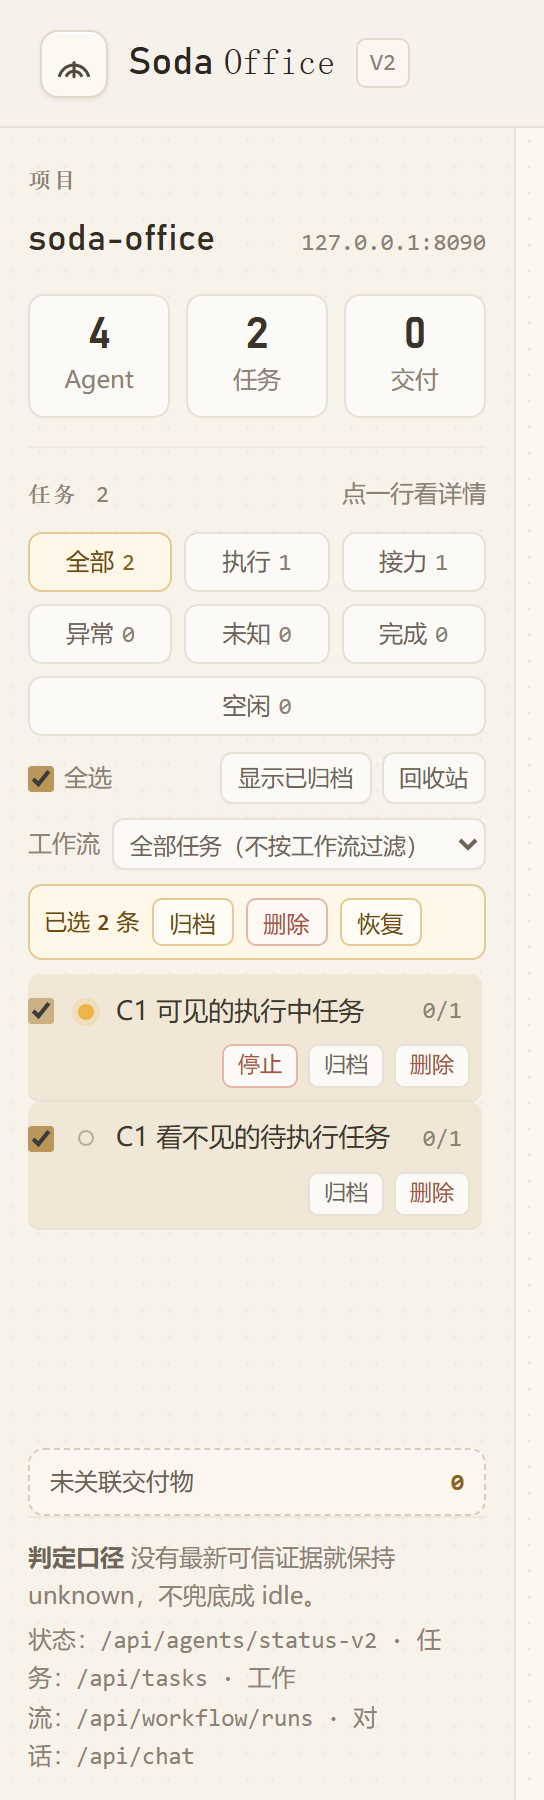 Soda Office V2
项目
soda-office 127.0.0.1:8090
4 2 0
Agent 任务 交付
任务 2 点一行看详情
全部 2 执行 1 接力 1
异常 0 未知 0 完成 0
空闲 0
全选 显示已归档 回收站
工作流 全部任务（不按工作流过滤）
已选 2 条 归档 删除 恢复
C1 可见的执行中任务 0/1
停止 归档 删除
C1 看不见的待执行任务 0/1
归档 删除
未关联交付物 0
判定口径 没有最新可信证据就保持
unknown，不兜底成 idle。
状态：/api/agents/status-v2 · 任
务：/api/tasks · 工作
流：/api/workflow/runs · 对
话：/api/chat